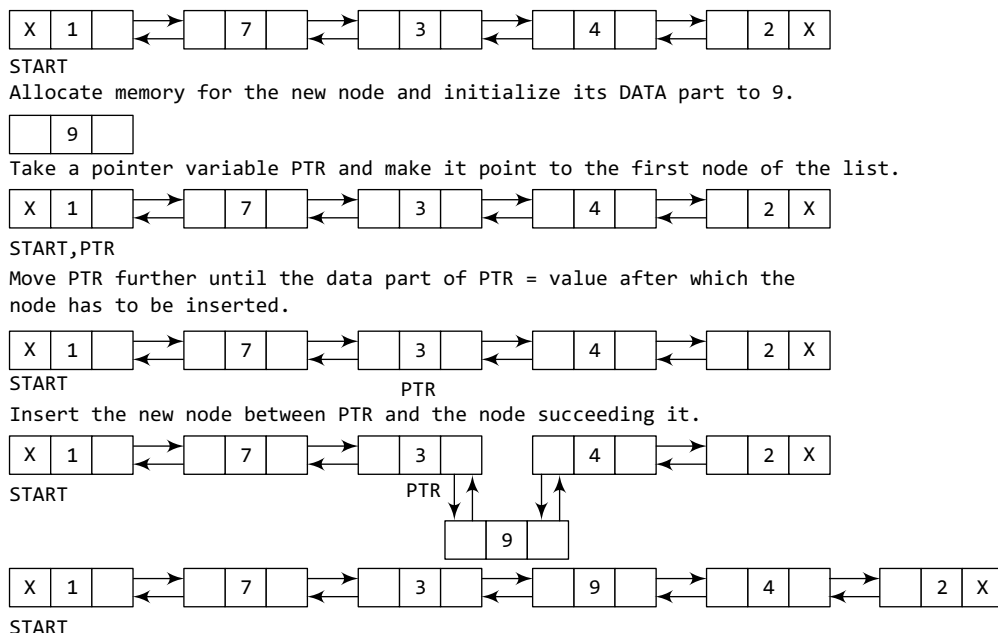 X 1 7 3 4 2 X
START
Allocate memory for the new node and initialize its DATA part to 9.
9
Take a pointer variable PTR and make it point to the first node of the list.
X 1 7 3 4 2 X
START,PTR
Move PTR further until the data part of PTR = value after which the
node has to be inserted.
X 1 7 3 4 2 X
START PTR
Insert the new node between PTR and the node succeeding it.
X 1 7 3 4 2 X
START PTR
9
X 1 7 3 9 4 2 X
START